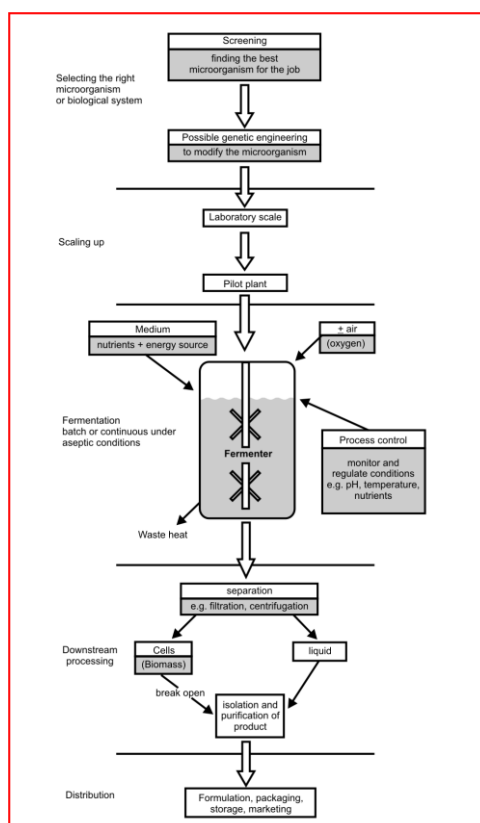 Screening
finding the best
microorganism for the job
Selecting the right
microorganism
or biological system
Possible genetic engineering
to modify the microorganism
Laboratory scale
Scaling up
Pilot plant
Medium
nutrients + energy source
± air
(oxygen)
Fermentation
batch or continuous under
aseptic conditions
Fermenter
Process control
monitor and
regulate conditions
e.g. pH, temperature,
nutrients
Waste heat
separation
e.g. filtration, centrifugation
Downstream
processing
Cells
(Biomass)
liquid
break open
isolation and
purification of
product
Distribution
Formulation, packaging,
storage, marketing